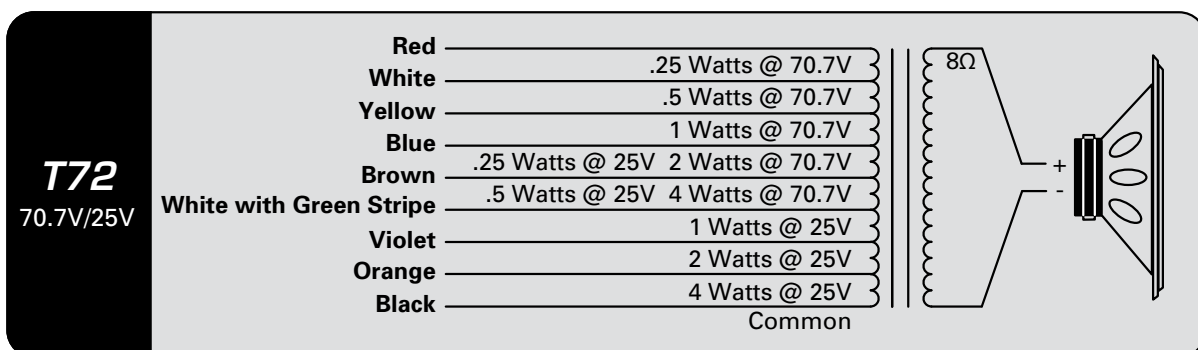 T72
70.7V/25V
Red
.25 Watts @ 70.7V
White
.5 Watts @ 70.7V
Yellow
1 Watts @ 70.7V
Blue
.25 Watts @ 25V 2 Watts @ 70.7V
Brown
.5 Watts @ 25V 4 Watts @ 70.7V
White with Green Stripe
1 Watts @ 25V
Violet
2 Watts @ 25V
Orange
4 Watts @ 25V
Black
Common
8Ω
+
-